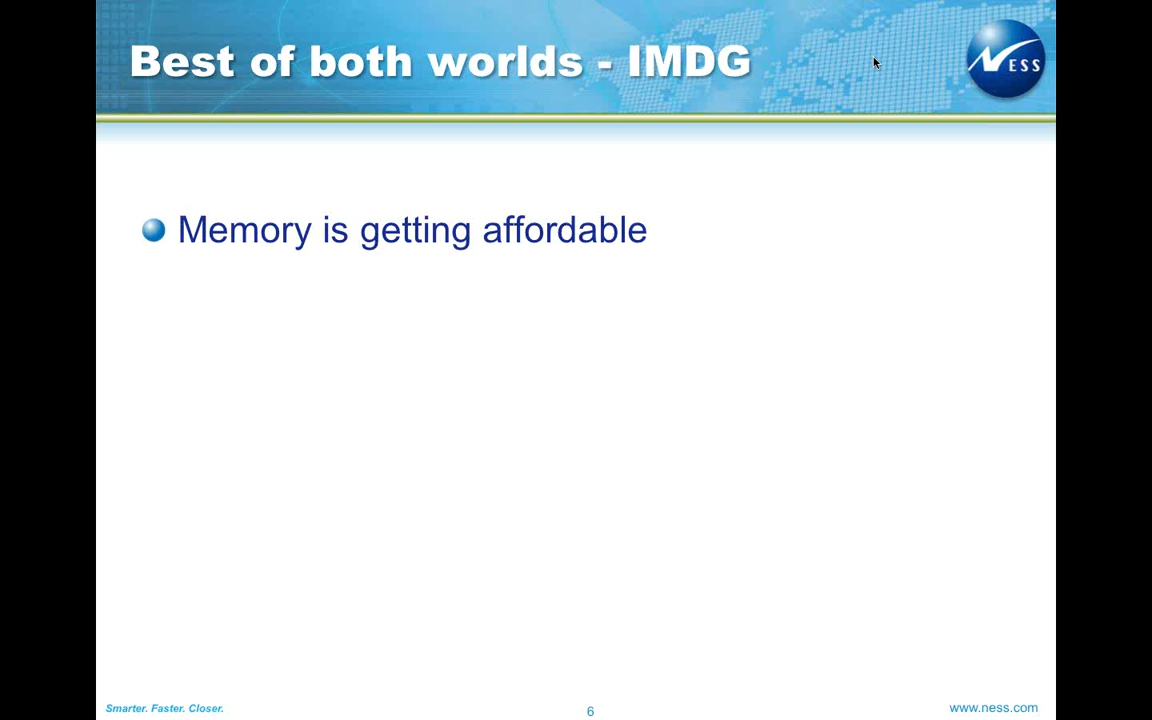 Best of both worlds - IMDG
NESS
Memory is getting affordable
Smarter. Faster. Closer.
6
www.ness.com